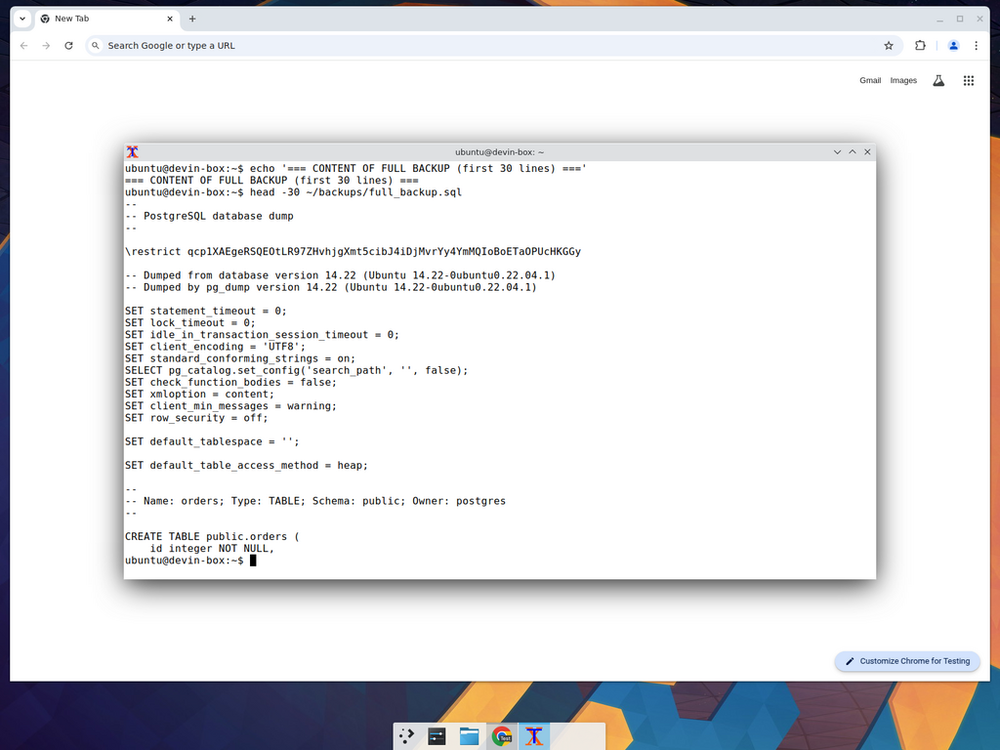 New Tab
Search Google or type a URL
Gmail Images
ubuntu@devin-box: ~
ubuntu@devin-box:~$ echo '=== CONTENT OF FULL BACKUP (first 30 lines) ==='
=== CONTENT OF FULL BACKUP (first 30 lines) ===
ubuntu@devin-box:~$ head -30 ~/backups/full_backup.sql
--
-- PostgreSQL database dump
--
\restrict qcp1XAEgeRSQEOtLR97ZHvhjgXmt5cibJ4iDjMvrYy4YmMQIoBoETaOPUcHKGGy
-- Dumped from database version 14.22 (Ubuntu 14.22-0ubuntu0.22.04.1)
-- Dumped by pg_dump version 14.22 (Ubuntu 14.22-0ubuntu0.22.04.1)
SET statement_timeout = 0;
SET lock_timeout = 0;
SET idle_in_transaction_session_timeout = 0;
SET client_encoding = 'UTF8';
SET standard_conforming_strings = on;
SELECT pg_catalog.set_config('search_path', '', false);
SET check_function_bodies = false;
SET xmloption = content;
SET client_min_messages = warning;
SET row_security = off;
SET default_tablespace = '';
SET default_table_access_method = heap;
--
-- Name: orders; Type: TABLE; Schema: public; Owner: postgres
--
CREATE TABLE public.orders (
    id integer NOT NULL,
ubuntu@devin-box:~$
Customize Chrome for Testing
Test